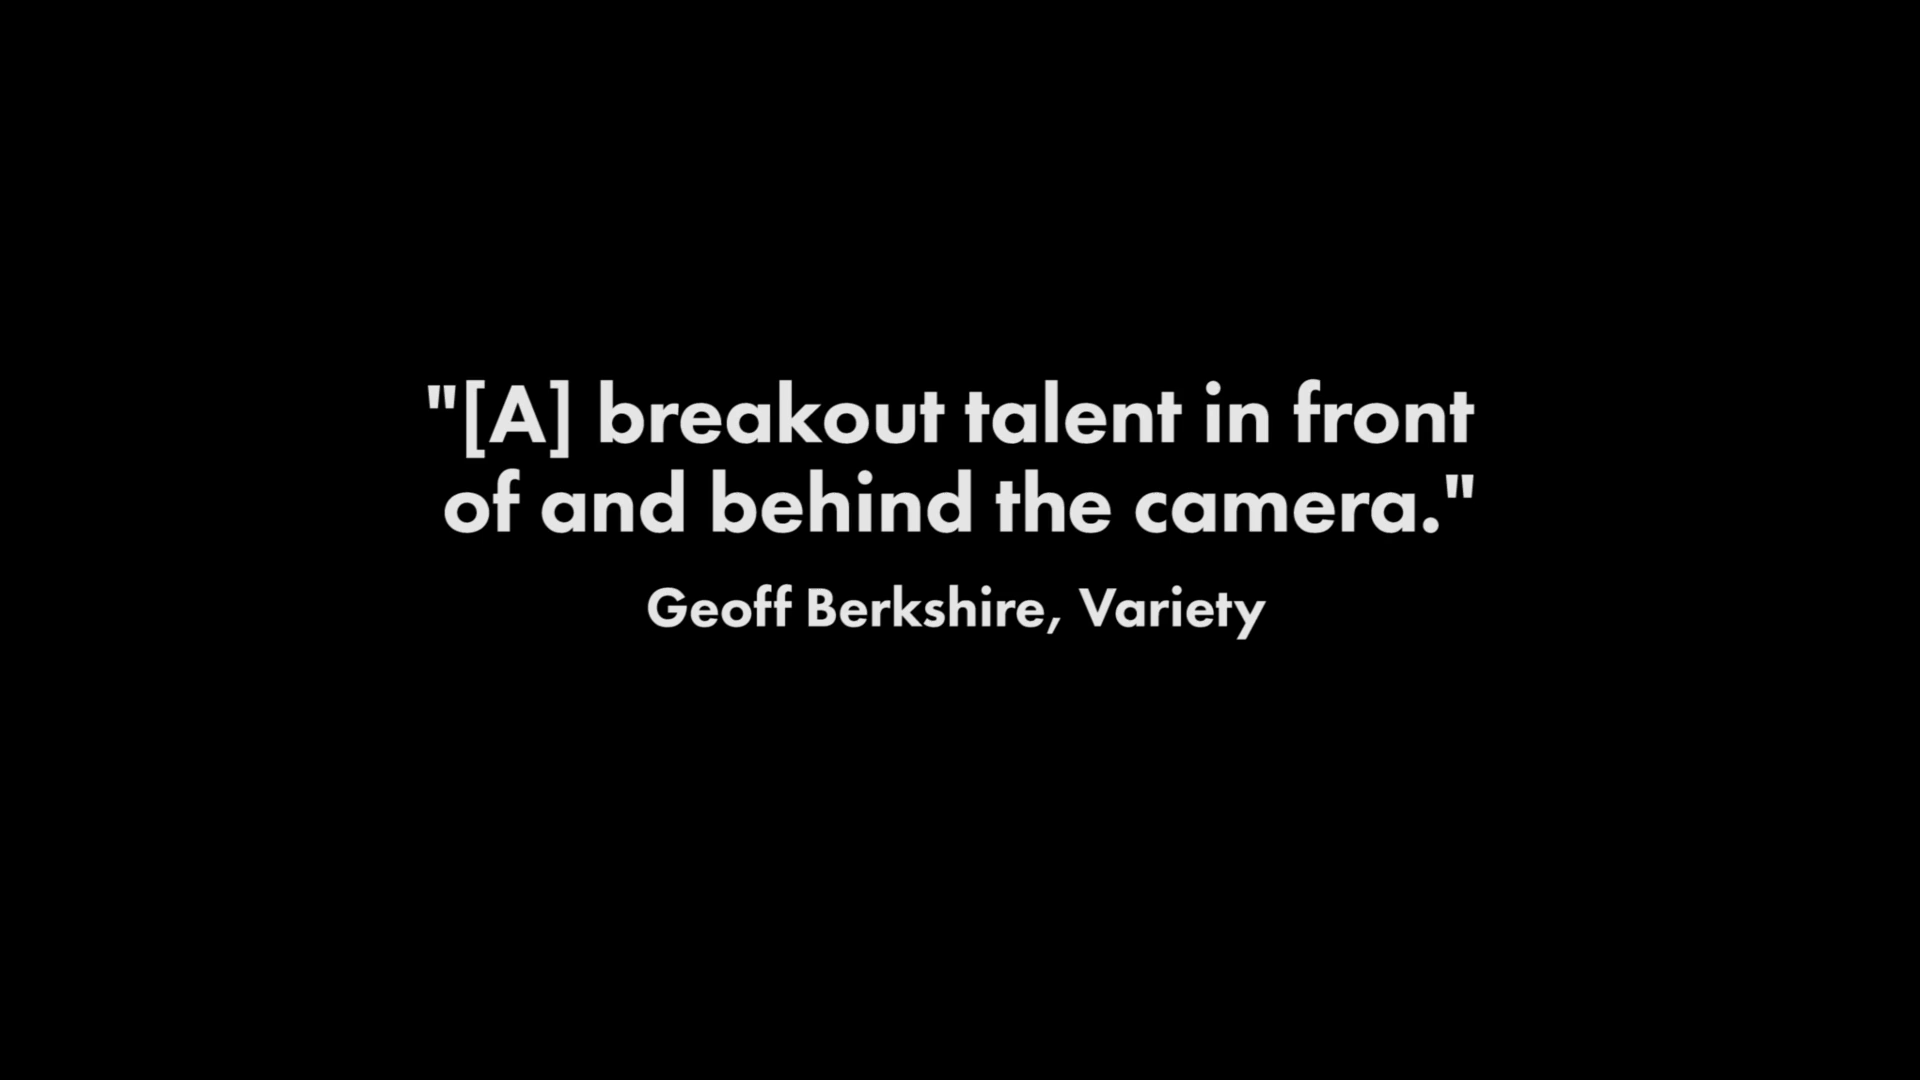 "[A] breakout talent in front
of and behind the camera."
Geoff Berkshire, Variety